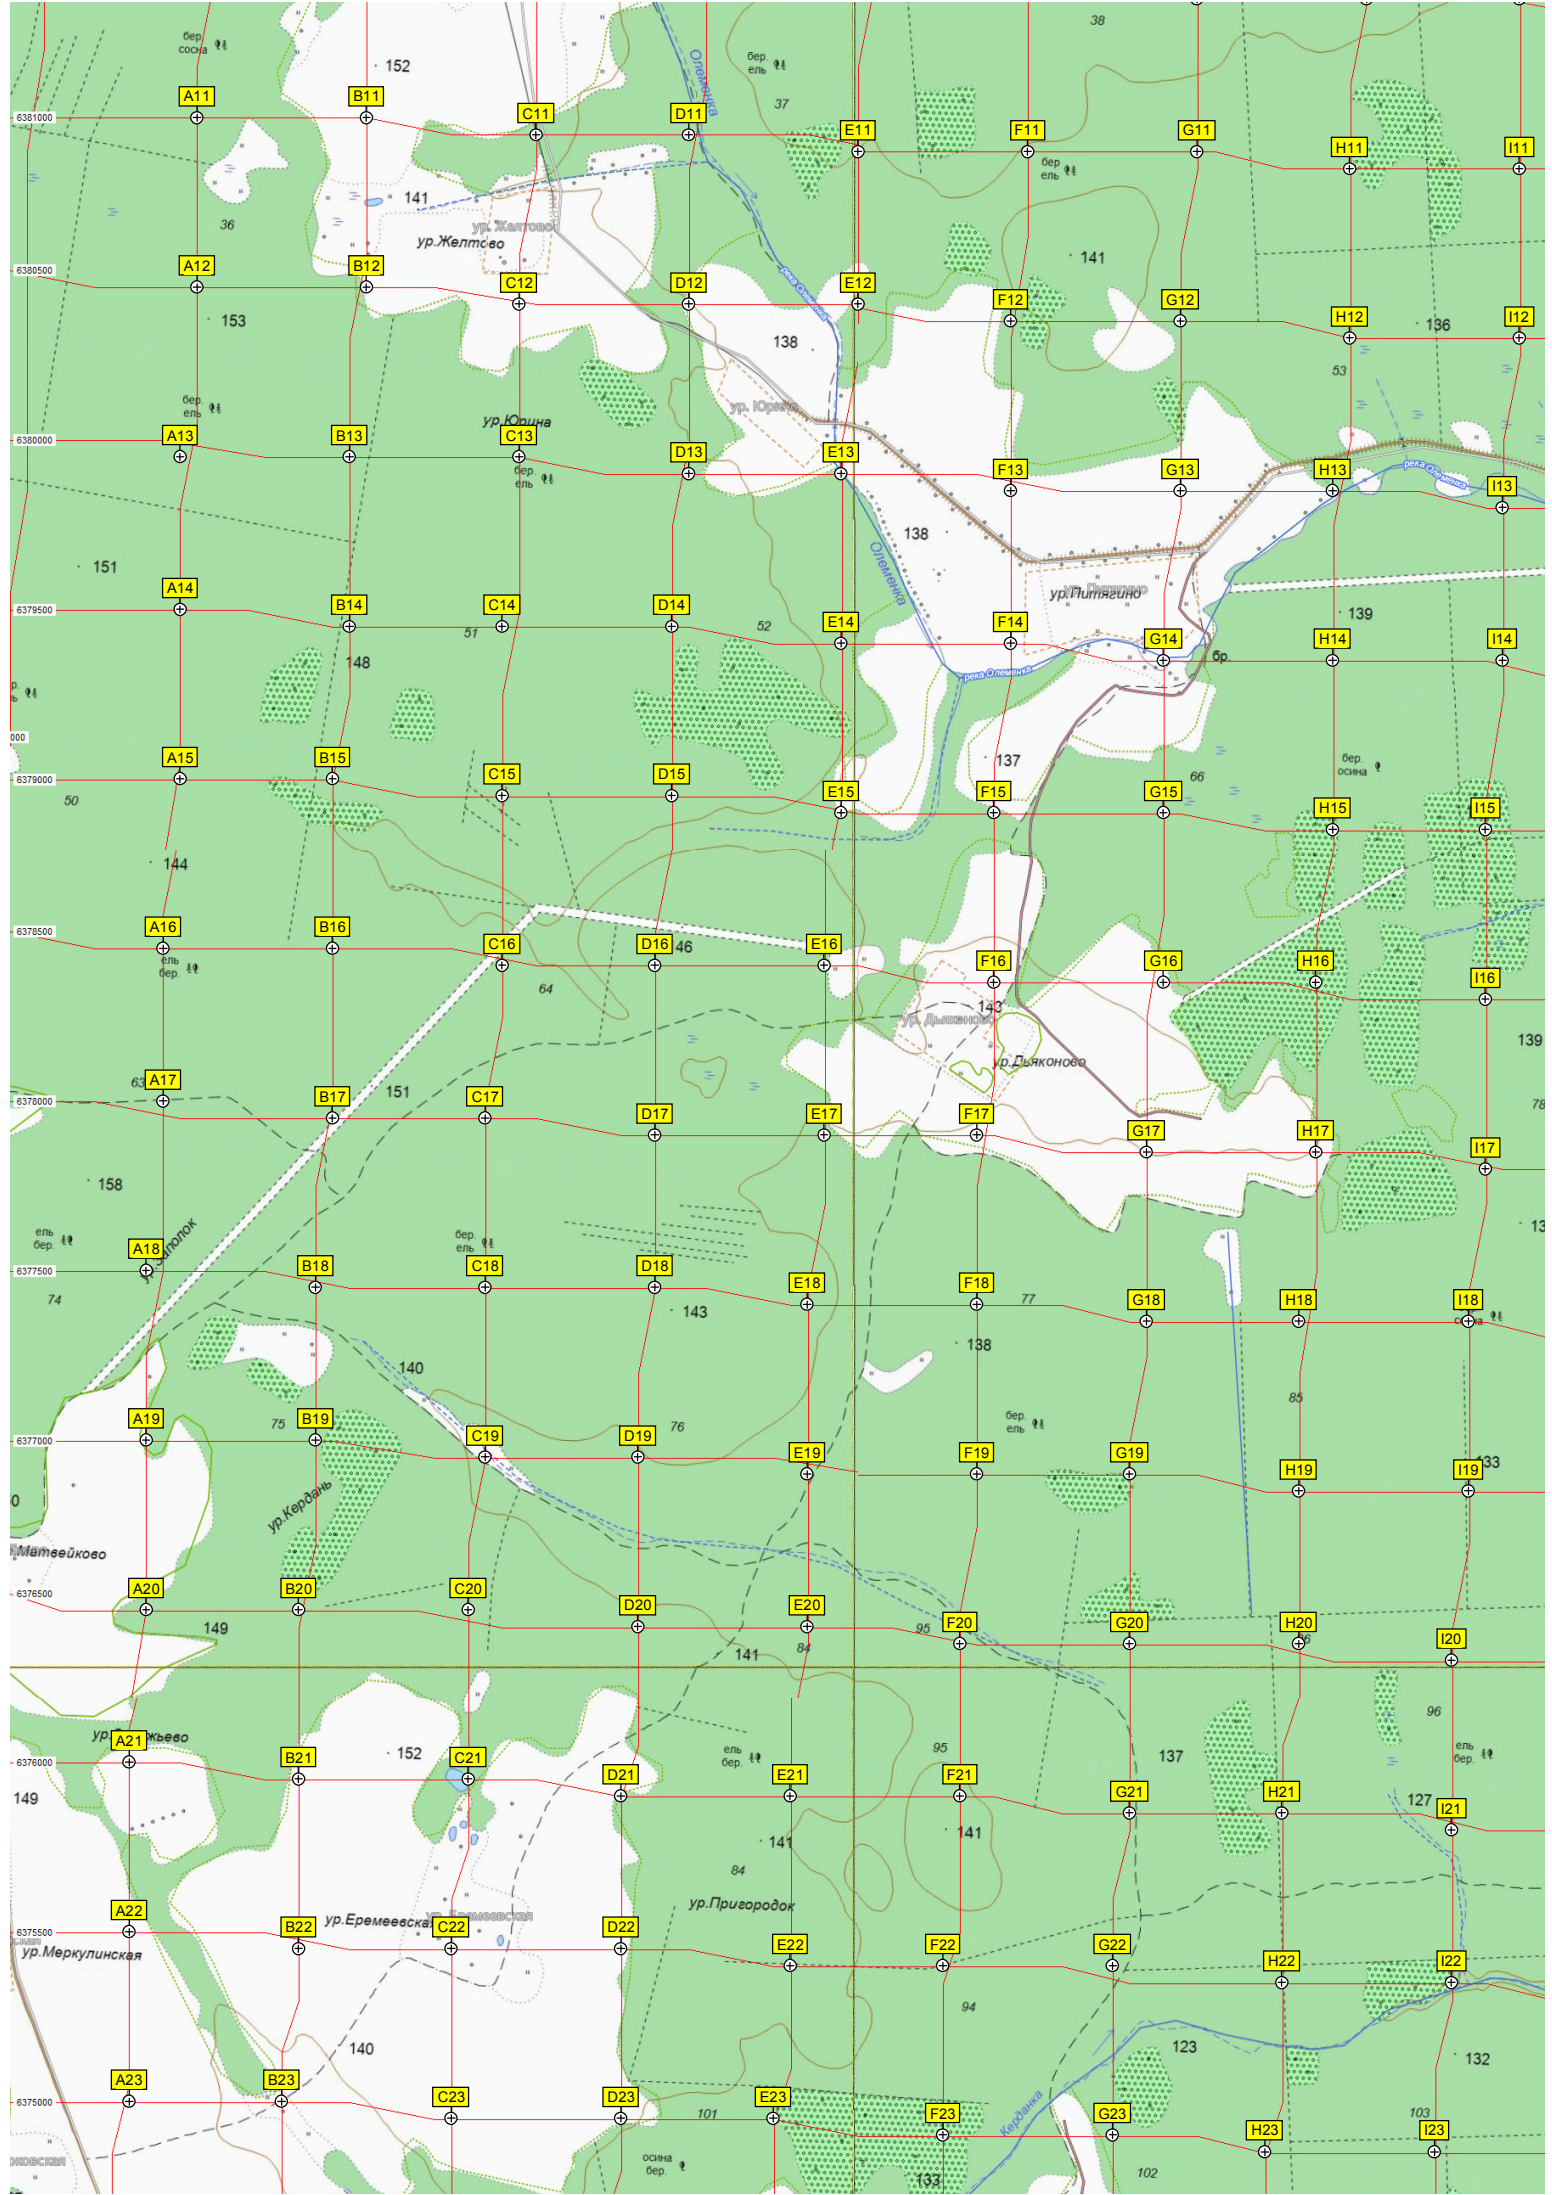 38
бер.
сосна
152
Олеменка
бер.
ель
37
A11
B11
C11
D11
E11
F11
G11
H11
I11
6381000
бер.
ель
141
36
ур. Желтово
ур.Желтово
141
6380500
A12
B12
C12
D12
E12
F12
G12
H12
I12
река Олеменка
153
138
136
53
бер.
ель
ур. Юрино
ур.Юрина
6380000
A13
B13
C13
D13
E13
F13
G13
H13
I13
бер.
ель
река Олеменка
138
151
Олеменка
ур. Питягино
ур.Питягино
139
6379500
A14
B14
C14
D14
E14
F14
G14
H14
I14
51
52
148
бр.
река Олеменка
000
137
бер.
осина
A15
B15
C15
D15
E15
F15
G15
H15
I15
66
50
144
6378500
A16
B16
C16
D16
46
E16
F16
G16
H16
I16
ель
бер.
64
143
ур. Дьяконово
ур.Дьяконово
139
63
A17
B17
C17
D17
E17
F17
G17
H17
I17
151
78
6378000
158
ур.Заполок
ель
бер.
бер.
ель
13
6377500
A18
B18
C18
D18
E18
F18
G18
H18
I18
74
143
77
138
140
85
75
76
бер.
ель
6377000
A19
B19
C19
D19
E19
F19
G19
H19
I19
33
ур.Кердань
Матвейково
6376500
A20
B20
C20
D20
E20
F20
G20
H20
I20
149
95
84
141
96
A21
B21
C21
D21
E21
F21
G21
H21
I21
152
ель
бер.
95
137
ель
бер.
6376000
149
127
141
141
84
ур.Пригородок
A22
B22
C22
D22
E22
F22
G22
H22
I22
ур. Еремеевская
6375500
ур.Меркулинская
94
140
123
132
A23
B23
C23
D23
E23
F23
G23
H23
I23
6375000
101
Керданка
103
осина
бер.
133
102